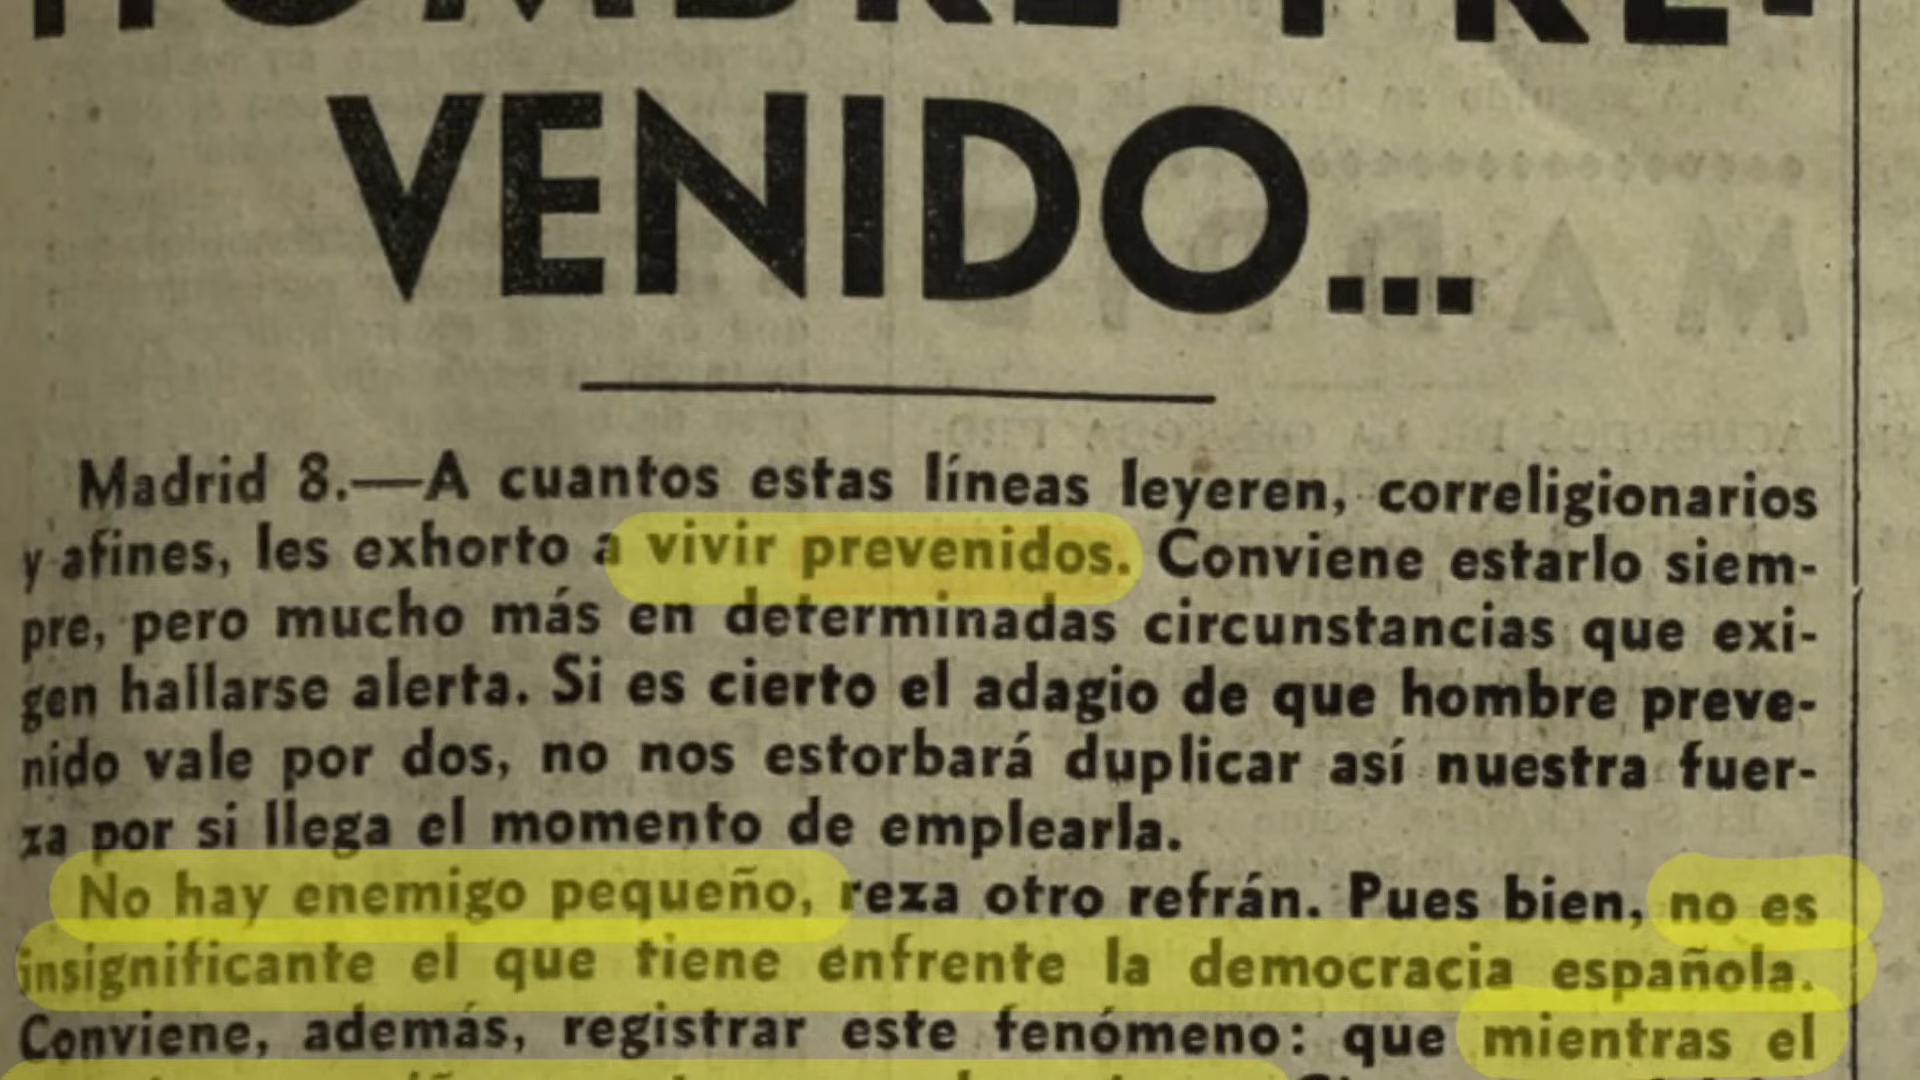 HOMBRE PRE-
VENIDO...
Madrid 8.—A cuantos estas líneas leyeren, correligionarios
y afines, les exhorto a vivir prevenidos. Conviene estarlo siem-
pre, pero mucho más en determinadas circunstancias que exi-
gen hallarse alerta. Si es cierto el adagio de que hombre preve-
nido vale por dos, no nos estorbará duplicar así nuestra fuer-
za por si llega el momento de emplearla.
No hay enemigo pequeño, reza otro refrán. Pues bien, no es
insignificante el que tiene enfrente la democracia española.
Conviene, además, registrar este fenómeno: que mientras el